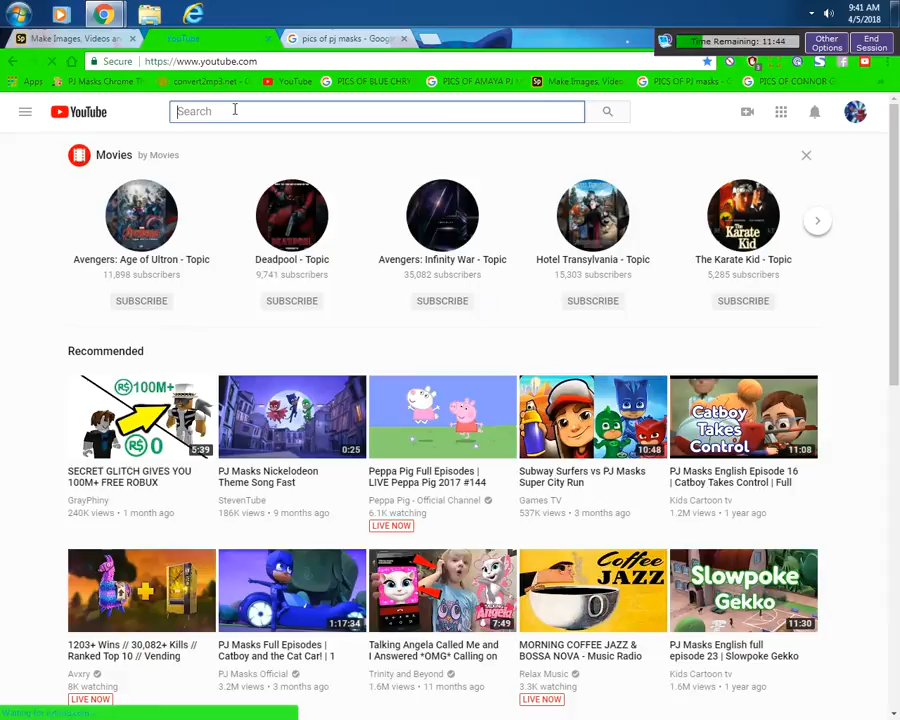 9:41 AM
4/5/2018
Make Images, Videos and
YouTube
pics of pj masks - Goog
Time Remaining: 11:44
Other Options
End Session
Secure
https://www.youtube.com
Apps
PJ Masks Chrome Th
convert2mp3.net -
YouTube
PICS OF BLUE CHRY
PICS OF AMAYA PJ
Make Images, Video
PICS OF PJ masks -
PICS OF CONNOR
YouTube
Search
Movies by Movies
Avengers: Age of Ultron - Topic
11,898 subscribers
SUBSCRIBE
Deadpool - Topic
9,741 subscribers
SUBSCRIBE
Avengers: Infinity War - Topic
35,082 subscribers
SUBSCRIBE
Hotel Transylvania - Topic
15,303 subscribers
SUBSCRIBE
The Karate Kid
The Karate Kid - Topic
5,285 subscribers
SUBSCRIBE
Recommended
R$100M+
R$ 0
5:39
SECRET GLITCH GIVES YOU
100M+ FREE ROBUX
GrayPhiny
240K views • 1 month ago
0:25
PJ Masks Nickelodeon
Theme Song Fast
StevenTube
186K views • 9 months ago
Peppa Pig Full Episodes |
LIVE Peppa Pig 2017 #144
Peppa Pig - Official Channel
6.1K watching
LIVE NOW
10:48
Subway Surfers vs PJ Masks
Super City Run
Games TV
537K views • 3 months ago
Catboy
Takes
Control
11:08
PJ Masks English Episode 16
| Catboy Takes Control | Full
Kids Cartoon tv
1.2M views • 1 year ago
1203+ Wins // 30,082+ Kills //
Ranked Top 10 // Vending
Avxry
8K watching
LIVE NOW
1:17:34
PJ Masks Full Episodes |
Catboy and the Cat Car! | 1
PJ Masks Official
3.2M views • 3 months ago
TALKING ANGELA
7:49
Talking Angela Called Me and
I Answered *OMG* Calling on
Trinity and Beyond
1.6M views • 11 months ago
Coffee
JAZZ
MORNING COFFEE JAZZ &
BOSSA NOVA - Music Radio
Relax Music
3.3K watching
LIVE NOW
Slowpoke
Gekko
11:30
PJ Masks English full
episode 23 | Slowpoke Gekko
Kids Cartoon tv
1.6M views • 1 year ago